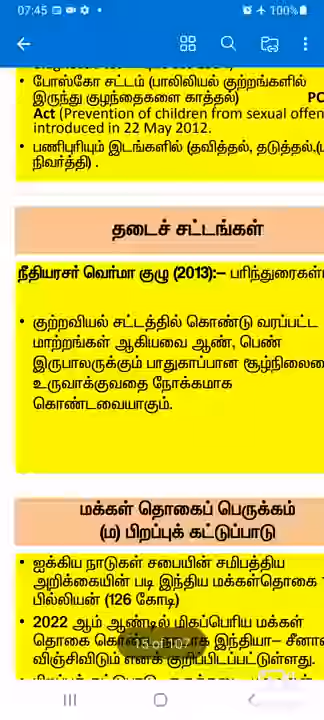 07:45
100%
• போஸ்கோ சட்டம் (பாலிலியல் குற்றங்களில்
இருந்து குழந்தைகளை காத்தல்)
Act (Prevention of children from sexual
introduced in 22 May 2012.
• பணிபுரியும் இடங்களில் (தவித்தல், தடுத்தல்,
நிவர்த்தி) .
தடைச் சட்டங்கள்
நீதியரசர் வெர்மா குழு (2013):–
• குற்றவியல் சட்டத்தில் கொண்டு வரப்பட்ட
மாற்றங்கள் ஆகியவை ஆண், பெண்
இருபாலருக்கும் பாதுகாப்பான
உருவாக்குவதை நோக்கமாக
கொண்டவையாகும்.
மக்கள் தொகைப் பெருக்கம்
(ம) பிறப்புக் கட்டுப்பாடு
• ஐக்கிய நாடுகள் சபையின் சமிபத்திய
அறிக்கையின் படி இந்திய மக்கள்தொகை
பில்லியன் (126 கோடி)
• 2022 ஆம் ஆண்டில் மிகப்பெரிய மக்கள்
தொகை இந்தியா–
விஞ்சிவிடும் எனக் குறிப்பிடப்பட்டுள்ளது.
15 of 107